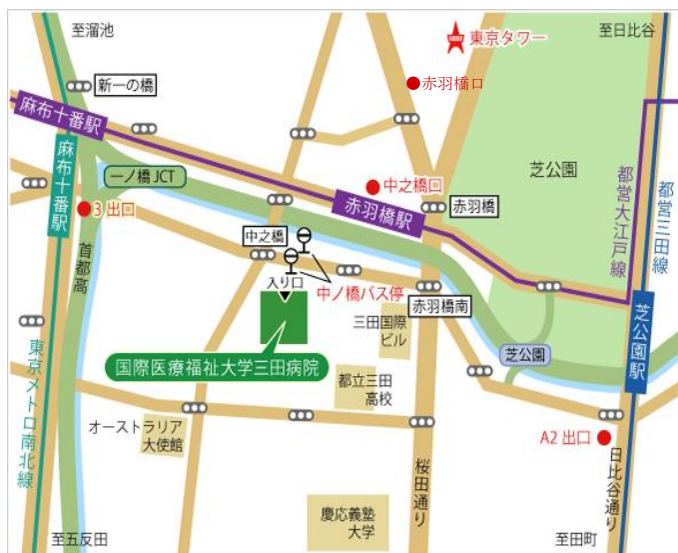 至溜池
東京タワー
至日比谷
赤羽橋口
新一の橋
麻布十番駅
麻布十番駅
一ノ橋 JCT
芝公園
中之橋口
赤羽橋駅
赤羽橋
都営大江戸線
都営三田線
3 出口
首都高
中之橋
入り口
中ノ橋バス停
赤羽橋南
三田国際
ビル
芝公園
芝公園駅
国際医療福祉大学三田病院
都立三田
高校
東京メトロ南北線
オーストラリア
大使館
A2 出口
桜田通り
日比谷通り
慶応義塾
大学
至五反田
至田町